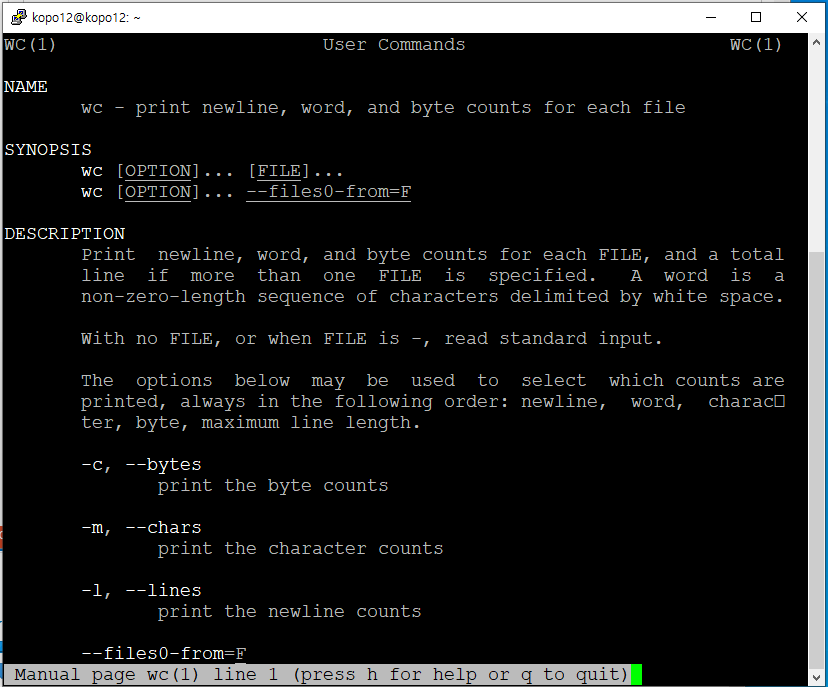 kopo12@kopo12: ~
WC(1) User Commands WC(1)
NAME
wc - print newline, word, and byte counts for each file
SYNOPSIS
wc [OPTION]... [FILE]...
wc [OPTION]... --files0-from=F
DESCRIPTION
Print newline, word, and byte counts for each FILE, and a total
line if more than one FILE is specified. A word is a
non-zero-length sequence of characters delimited by white space.
With no FILE, or when FILE is -, read standard input.
The options below may be used to select which counts are
printed, always in the following order: newline, word, charac□
ter, byte, maximum line length.
-c, --bytes
print the byte counts
-m, --chars
print the character counts
-l, --lines
print the newline counts
--files0-from=F
Manual page wc(1) line 1 (press h for help or q to quit)